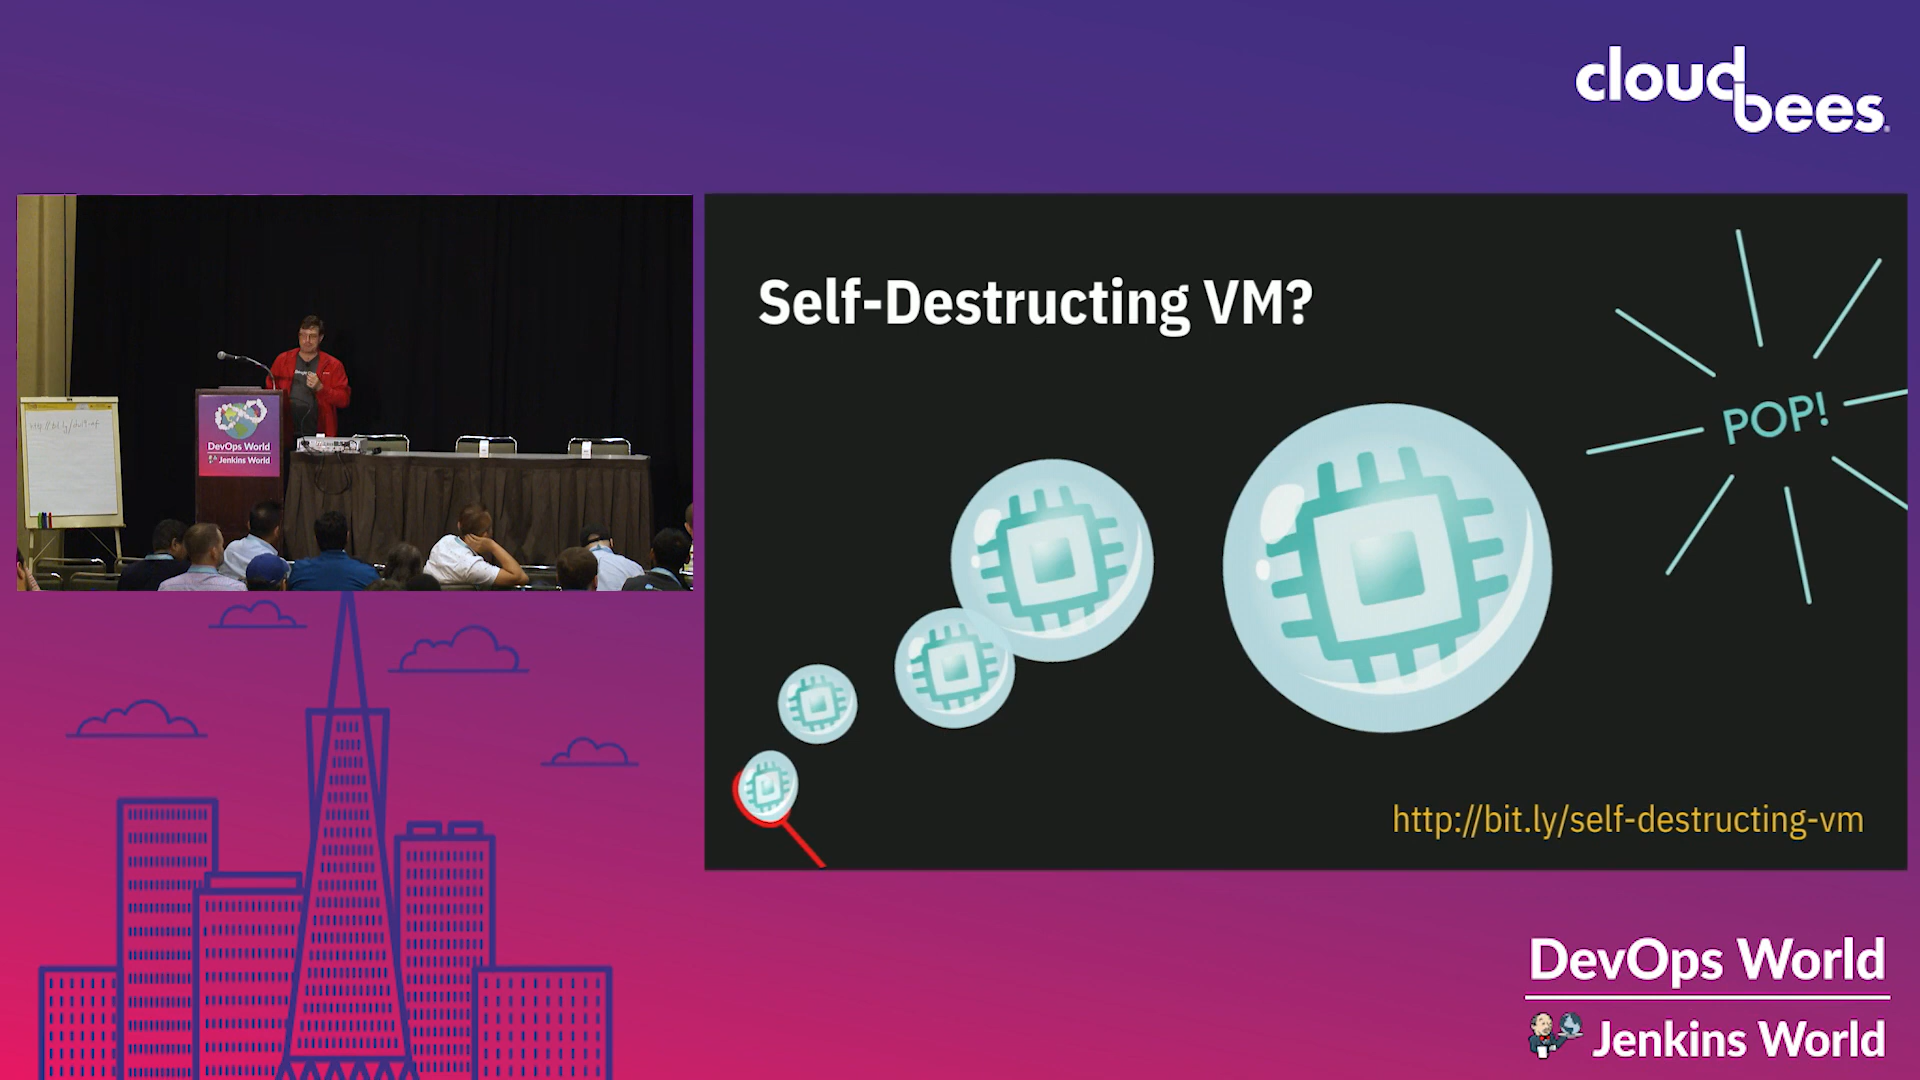 cloudbees.
Self-Destructing VM?
POP!
http://bit.ly/self-destructing-vm
DevOps World
Jenkins World
DevOps World
Jenkins World